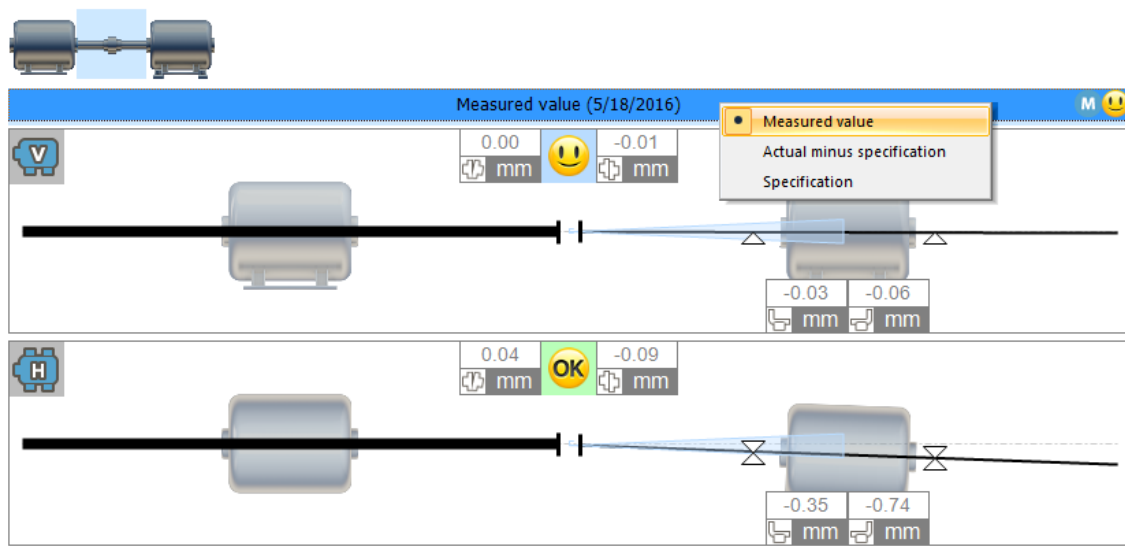 Measured value (5/18/2016)
M
Measured value
Actual minus specification
Specification
V
0.00
mm
-0.01
mm
-0.03
mm
-0.06
mm
H
0.04
mm
OK
-0.09
mm
-0.35
mm
-0.74
mm